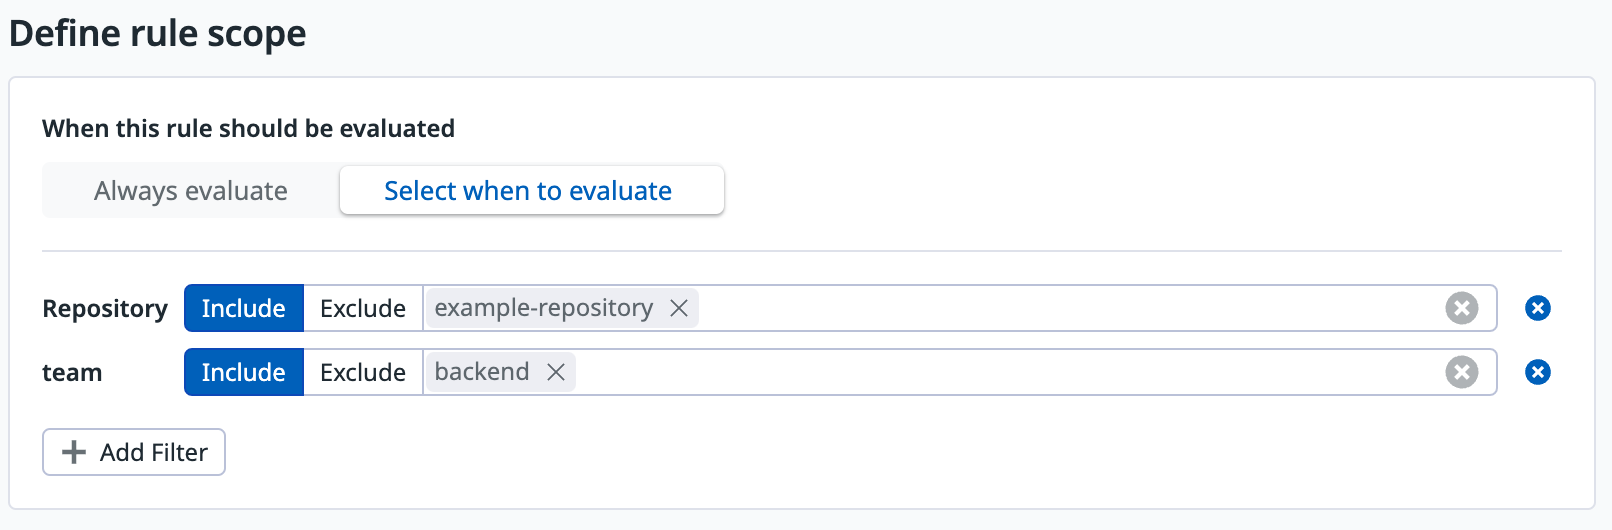 Define rule scope
When this rule should be evaluated
Always evaluate Select when to evaluate
Repository Include Exclude example-repository
team Include Exclude backend
Add Filter